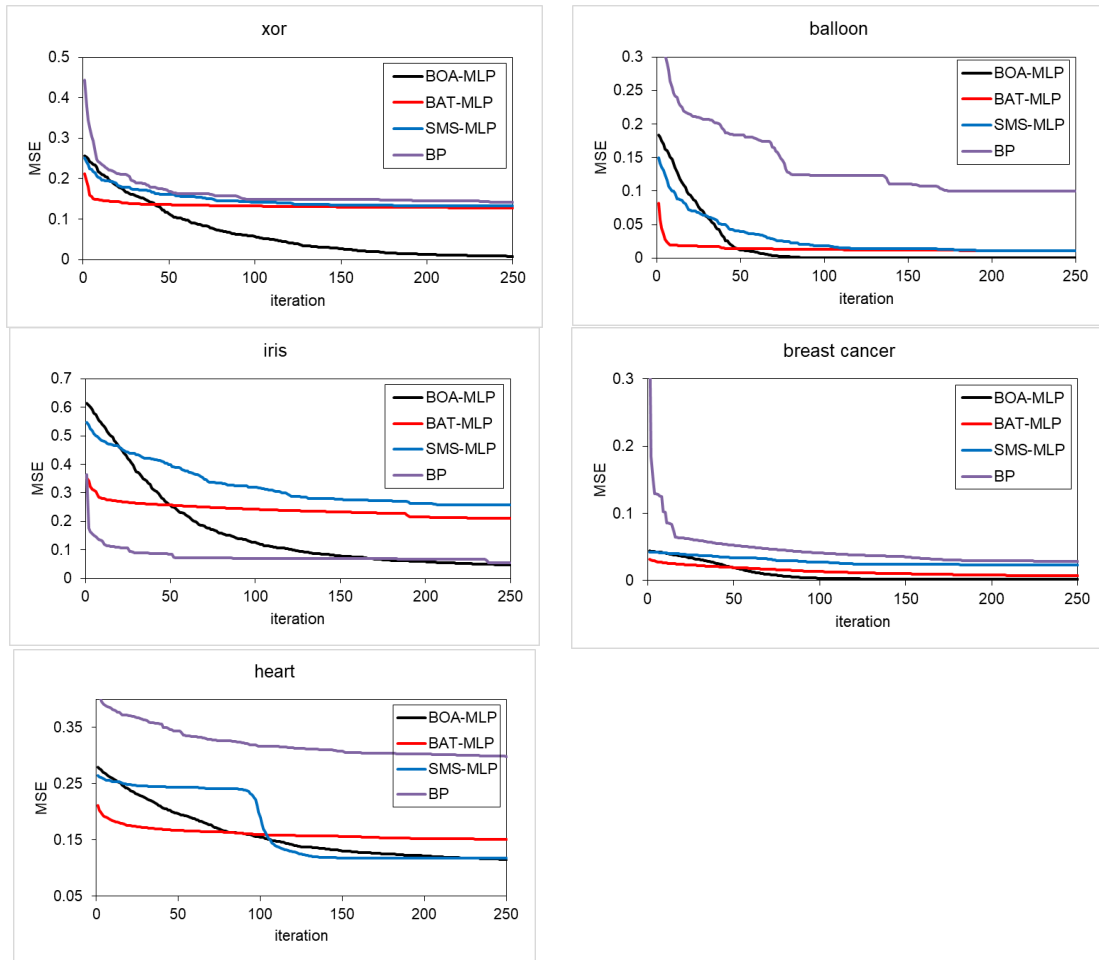 xor
0.5
0.4
0.3
0.2
0.1
0
MSE
0 50 100 150 200 250
iteration
BOA-MLP
BAT-MLP
SMS-MLP
BP
balloon
0.3
0.25
0.2
0.15
0.1
0.05
0
MSE
0 50 100 150 200 250
iteration
BOA-MLP
BAT-MLP
SMS-MLP
BP
iris
0.7
0.6
0.5
0.4
0.3
0.2
0.1
0
MSE
0 50 100 150 200 250
iteration
BOA-MLP
BAT-MLP
SMS-MLP
BP
breast cancer
0.3
0.2
0.1
0
MSE
0 50 100 150 200 250
iteration
BOA-MLP
BAT-MLP
SMS-MLP
BP
heart
0.35
0.25
0.15
0.05
MSE
0 50 100 150 200 250
iteration
BOA-MLP
BAT-MLP
SMS-MLP
BP